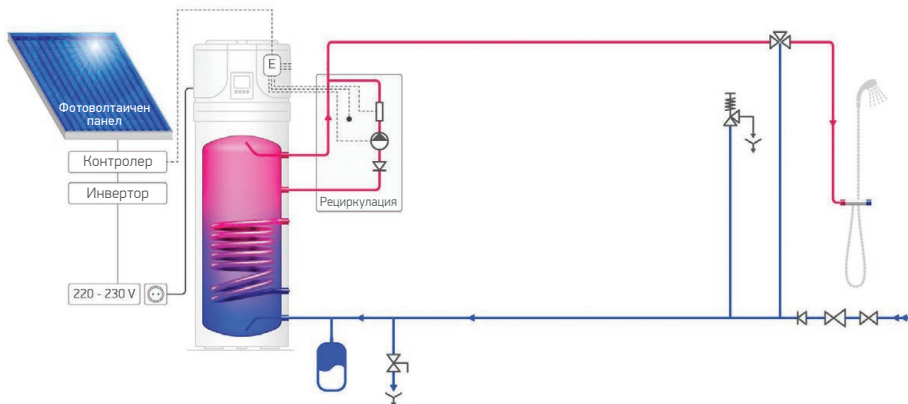 Фотоволтаичен
панел
Контролер
Инвертор
220 - 230 V
E
Рециркулация